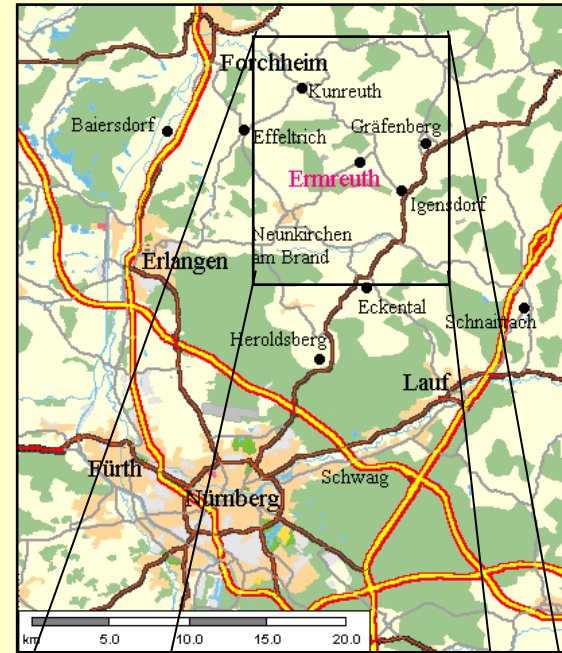 Forchheim
Kunreuth
Baiersdorf
Effeltrich
Gräfenberg
Ermreuth
Igensdorf
Neunkirchen
am Brand
Erlangen
Eckental
Schnaittach
Heroldsberg
Lauf
Fürth
Schwaig
Nürnberg
km 5.0 10.0 15.0 20.0